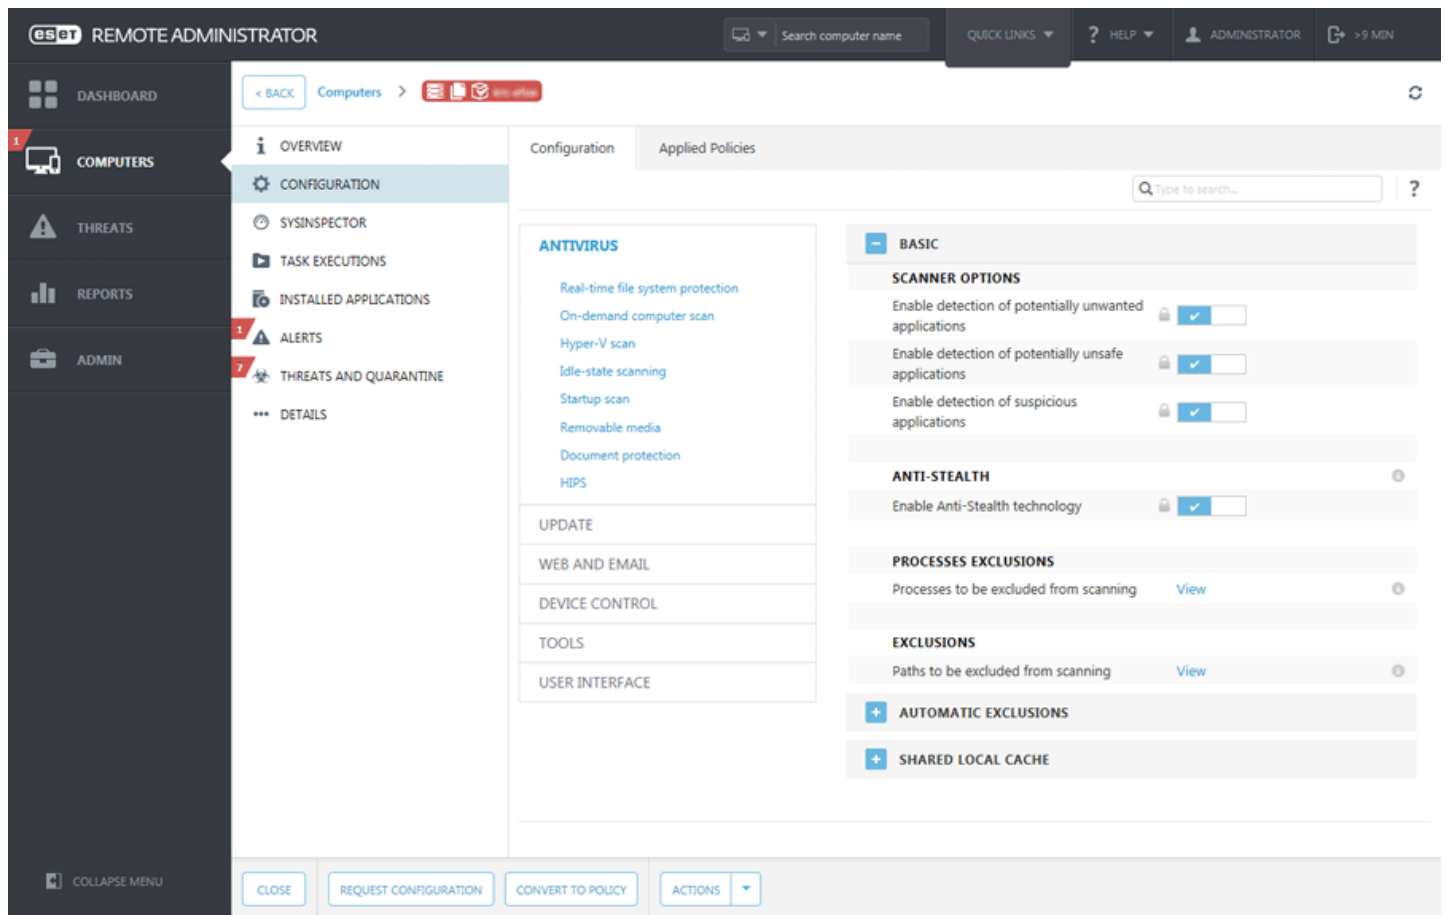 eset REMOTE ADMINISTRATOR
Search computer name
QUICK LINKS
? HELP
ADMINISTRATOR
>9 MIN
DASHBOARD
1
COMPUTERS
THREATS
REPORTS
ADMIN
COLLAPSE MENU
< BACK
Computers >
OVERVIEW
CONFIGURATION
SYSINSPECTOR
TASK EXECUTIONS
INSTALLED APPLICATIONS
1
ALERTS
7
THREATS AND QUARANTINE
DETAILS
Configuration
Applied Policies
Type to search...
?
ANTIVIRUS
Real-time file system protection
On-demand computer scan
Hyper-V scan
Idle-state scanning
Startup scan
Removable media
Document protection
HIPS
UPDATE
WEB AND EMAIL
DEVICE CONTROL
TOOLS
USER INTERFACE
BASIC
SCANNER OPTIONS
Enable detection of potentially unwanted
applications
Enable detection of potentially unsafe
applications
Enable detection of suspicious
applications
ANTI-STEALTH
Enable Anti-Stealth technology
PROCESSES EXCLUSIONS
Processes to be excluded from scanning View
EXCLUSIONS
Paths to be excluded from scanning View
AUTOMATIC EXCLUSIONS
SHARED LOCAL CACHE
CLOSE
REQUEST CONFIGURATION
CONVERT TO POLICY
ACTIONS